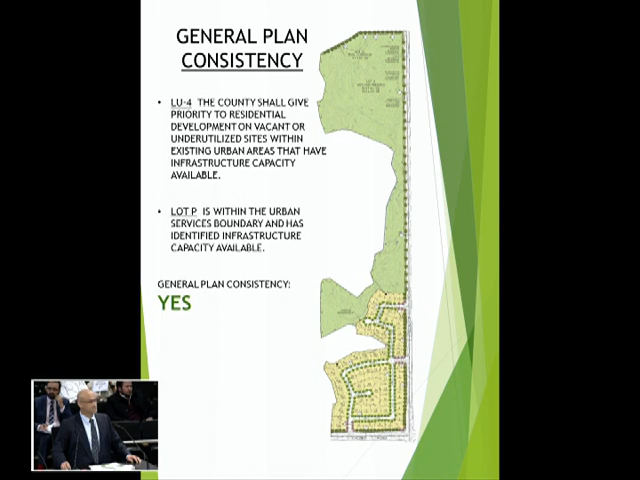 GENERAL PLAN
CONSISTENCY
• LU-4 THE COUNTY SHALL GIVE
PRIORITY TO RESIDENTIAL
DEVELOPMENT ON VACANT OR
UNDERUTILIZED SITES WITHIN
EXISTING URBAN AREAS THAT HAVE
INFRASTRUCTURE CAPACITY
AVAILABLE.
• LOT P IS WITHIN THE URBAN
SERVICES BOUNDARY AND HAS
IDENTIFIED INFRASTRUCTURE
CAPACITY AVAILABLE.
GENERAL PLAN CONSISTENCY:
YES